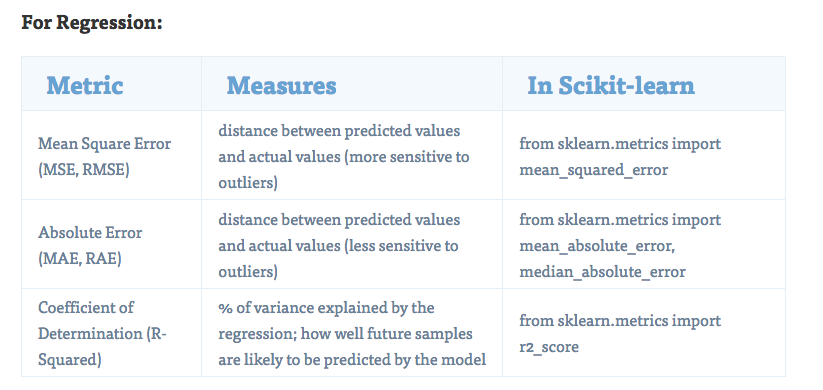 For Regression:
Metric
Measures
In Scikit-learn
Mean Square Error
(MSE, RMSE)
distance between predicted values
and actual values (more sensitive to
outliers)
from sklearn.metrics import
mean_squared_error
Absolute Error
(MAE, RAE)
distance between predicted values
and actual values (less sensitive to
outliers)
from sklearn.metrics import
mean_absolute_error,
median_absolute_error
Coefficient of
Determination (R-
Squared)
% of variance explained by the
regression; how well future samples
are likely to be predicted by the model
from sklearn.metrics import
r2_score